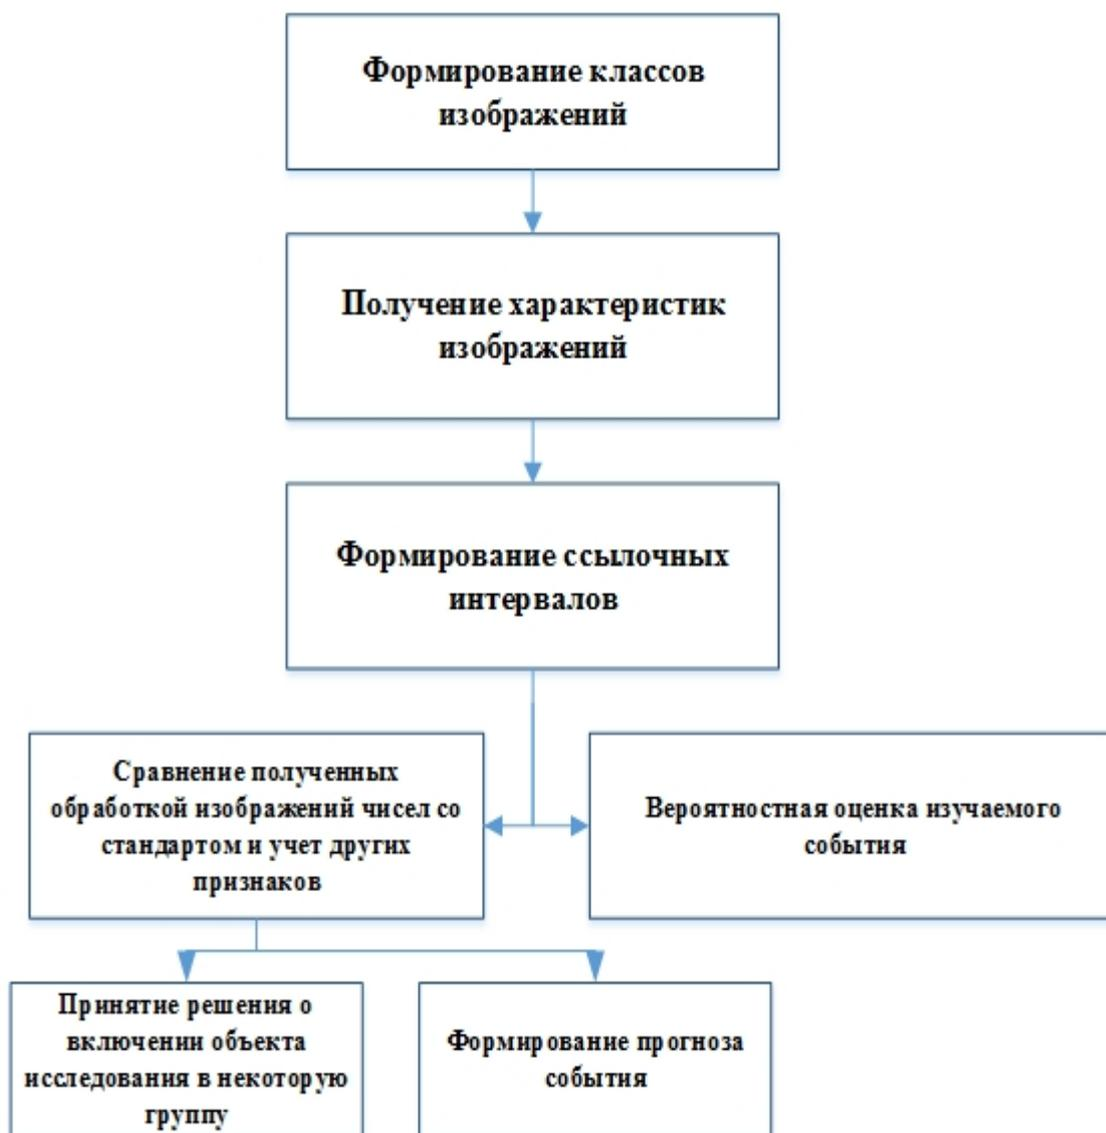 Формирование классов
изображений
Получение характеристик
изображений
Формирование ссылочных
интервалов
Сравнение полученных
обработкой изображений чисел со
стандартом и учет других
признаков
Вероятностная оценка изучаемого
события
Принятие решения о
включении объекта
исследования в некоторую
группу
Формирование прогноза
события